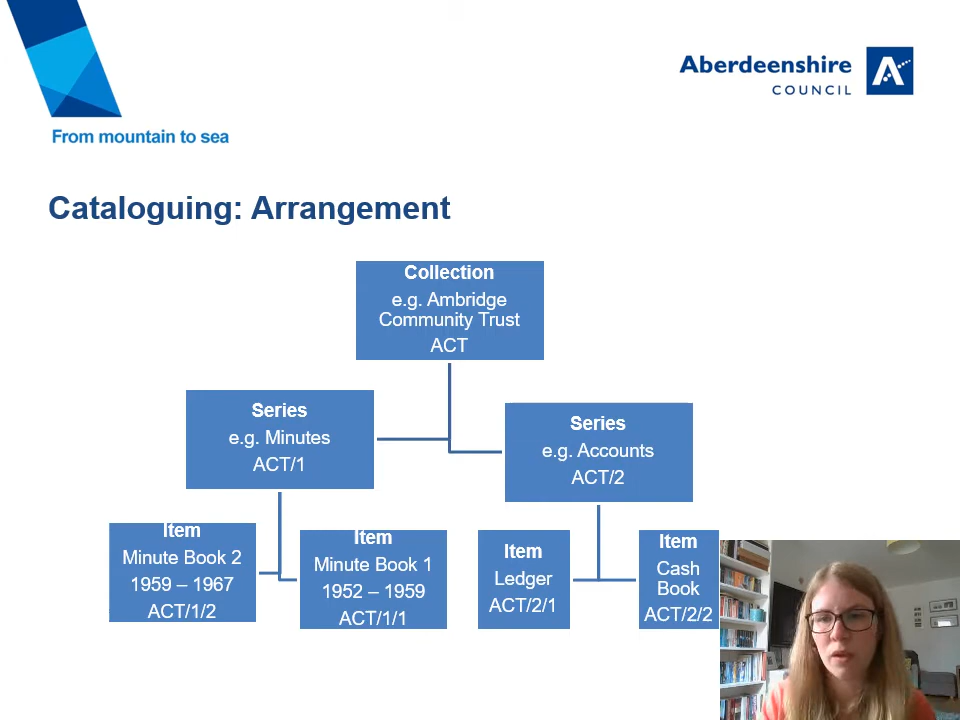 Aberdeenshire
COUNCIL
From mountain to sea
Cataloguing: Arrangement
Collection
e.g. Ambridge
Community Trust
ACT
Series
e.g. Minutes
ACT/1
Series
e.g. Accounts
ACT/2
Item
Minute Book 2
1959 – 1967
ACT/1/2
Item
Minute Book 1
1952 – 1959
ACT/1/1
Item
Ledger
ACT/2/1
Item
Cash
Book
ACT/2/2